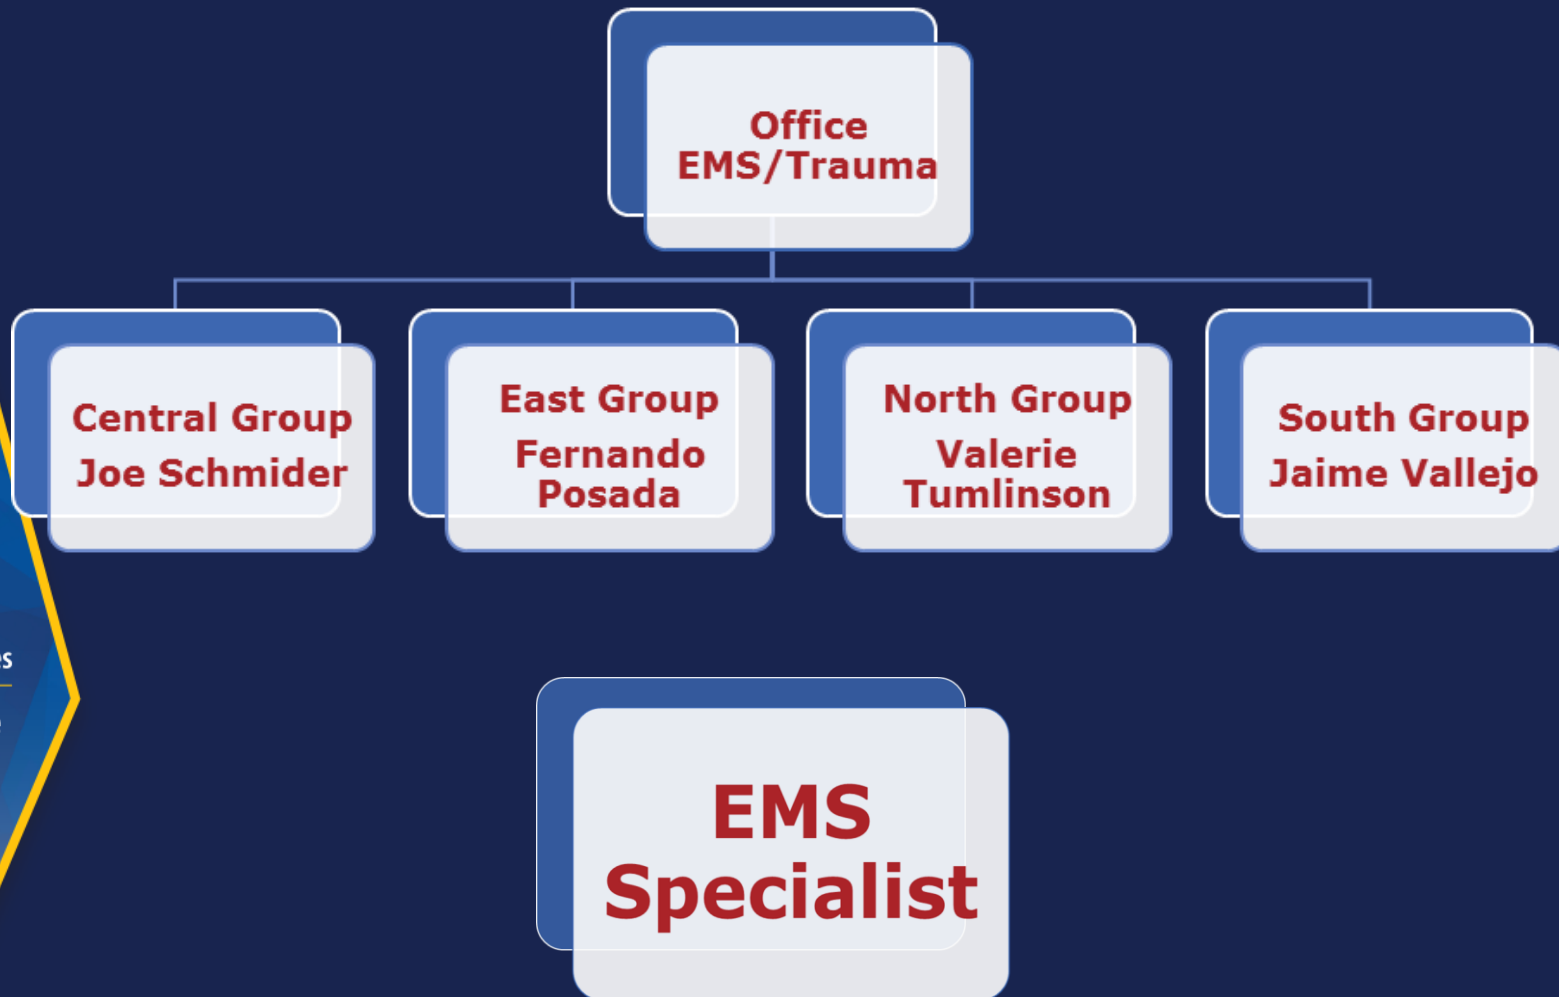 Office
EMS/Trauma
Central Group
Joe Schmider
East Group
Fernando
Posada
North Group
Valerie
Tumlinson
South Group
Jaime Vallejo
EMS
Specialist